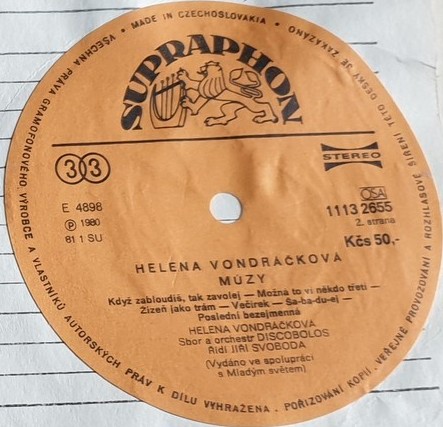 • MADE IN CZECHOSLOVAKIA • VŠECHNA PRÁVA GRAMOFONOVÉHO VÝROBCE A VLASTNÍKŮ AUTORSKÝCH PRÁV K DÍLU VYHRAŽENA • POŘIZOVÁNÍ KOPIÍ, VEŘEJNÉ PROVOZOVÁNÍ A ROZHLASOVÉ ŠÍŘENÍ TÉTO DESKY JE ZAKÁZÁNO
SUPRAPHON
33
STEREO
E 4898
℗ 1980
81 1 SU
OSA
1113 2655
2. strana
Kčs 50,-
HELENA VONDRÁČKOVÁ
MÚZY
Když zabloudíš, tak zavolej — Možná to ví někdo třetí —
Žízeň jako trám — Večírek — Sa-ba-du-ej —
Poslední bezejmenná
HELENA VONDRÁČKOVÁ
Sbor a orchestr DISCOBOLOS
Řídí JIŘÍ SVOBODA
(Vydáno ve spolupráci
s Mladým světem)